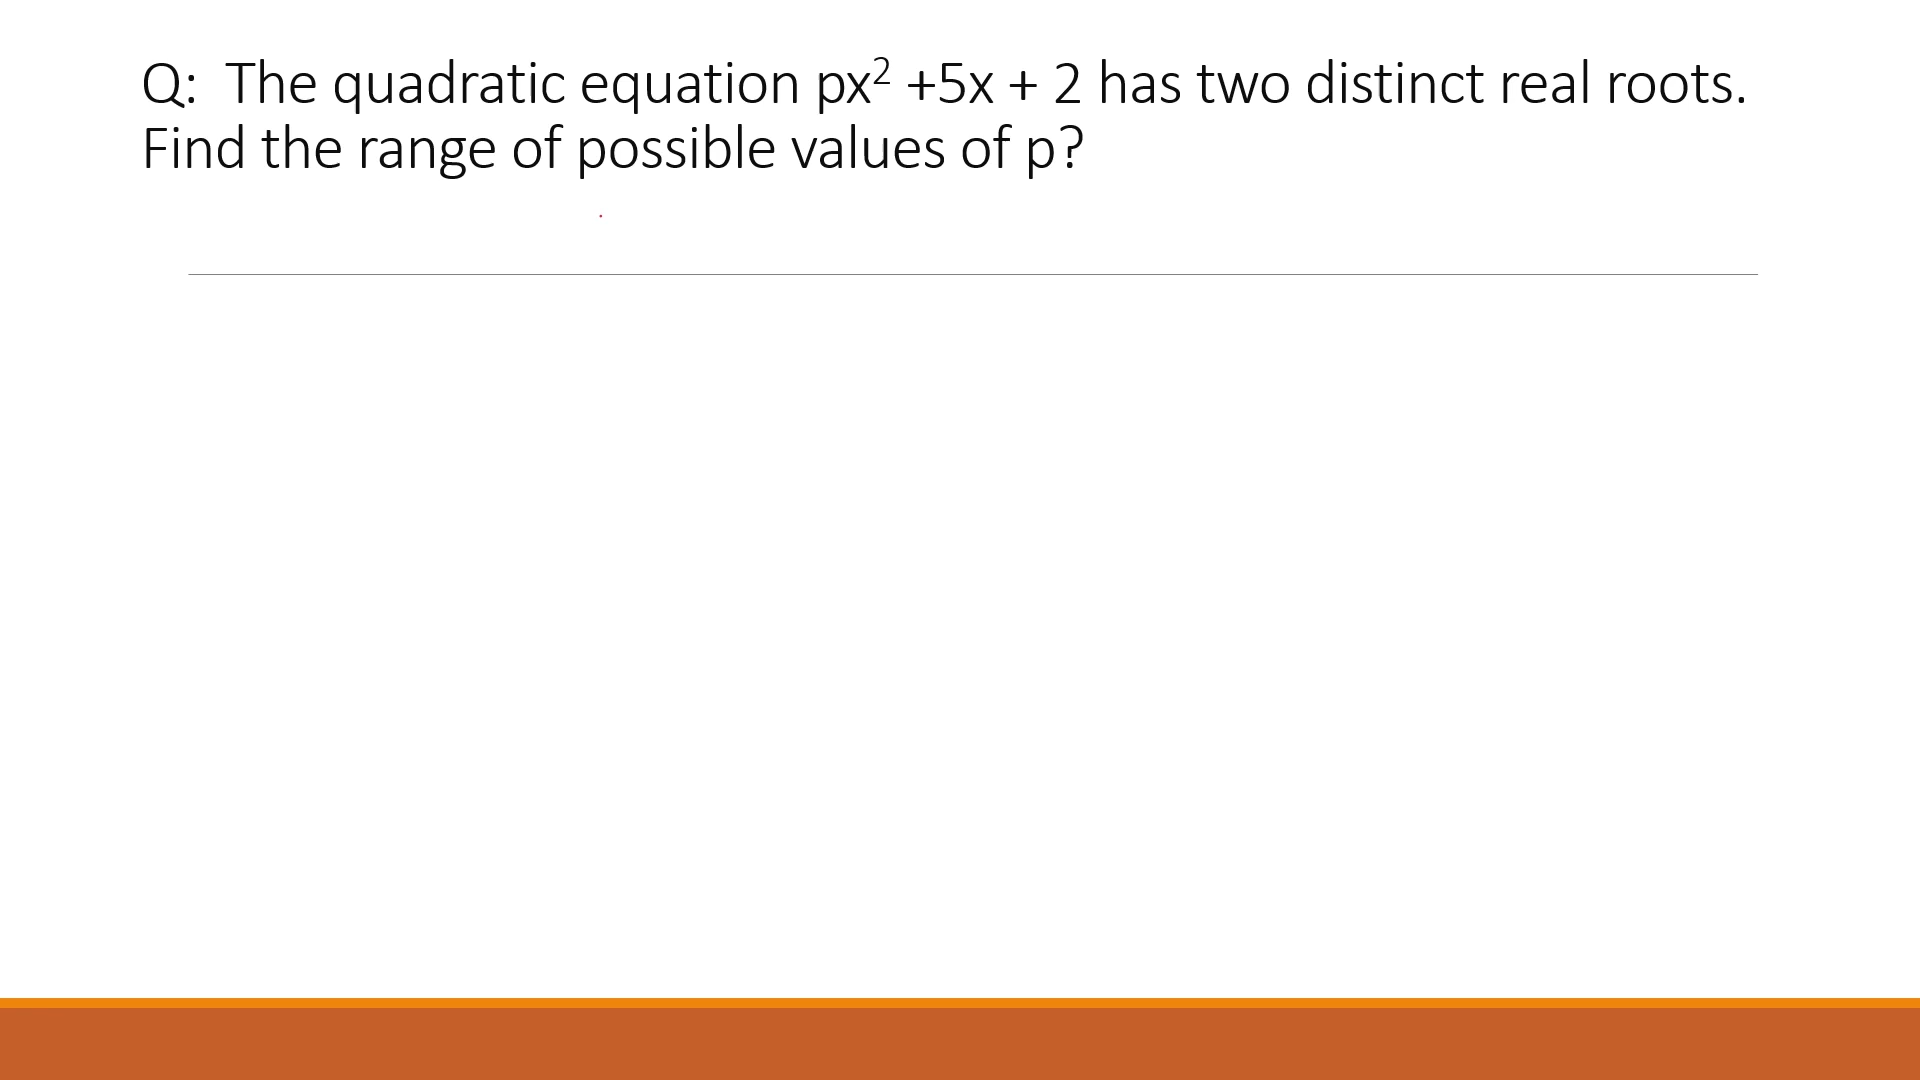 Q:  The quadratic equation px² +5x + 2 has two distinct real roots.
Find the range of possible values of p?